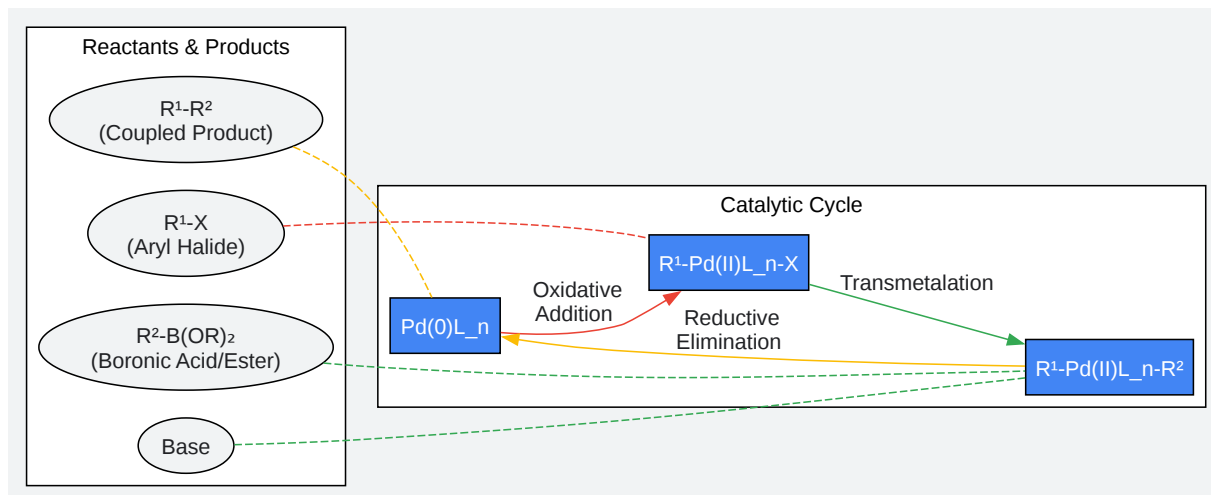 Reactants & Products
R¹-R²
(Coupled Product)
R¹-X
(Aryl Halide)
R²-B(OR)₂
(Boronic Acid/Ester)
Base
Catalytic Cycle
Pd(0)L_n
Oxidative
Addition
R¹-Pd(II)L_n-X
Transmetalation
Reductive
Elimination
R¹-Pd(II)L_n-R²